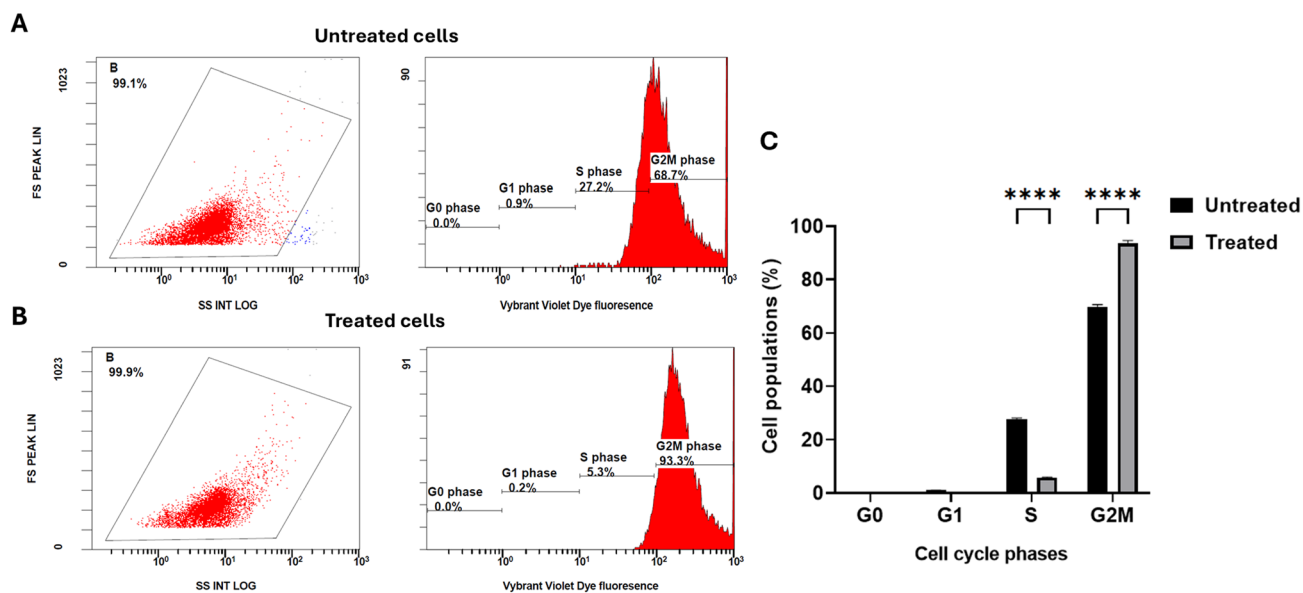 A
Untreated cells
B
99.1%
1023
FS PEAK LIN
0
10⁰ 10¹ 10² 10³
SS INT LOG
90
G0 phase
0.0%
G1 phase
0.9%
S phase
27.2%
G2M phase
68.7%
10⁰ 10¹ 10² 10³
Vybrant Violet Dye fluoresence
B
Treated cells
B
99.9%
1023
FS PEAK LIN
0
10⁰ 10¹ 10² 10³
SS INT LOG
91
G0 phase
0.0%
G1 phase
0.2%
S phase
5.3%
G2M phase
93.3%
10⁰ 10¹ 10² 10³
Vybrant Violet Dye fluoresence
C
**** ****
Untreated
Treated
Cell populations (%)
100
80
60
40
20
0
G0 G1 S G2M
Cell cycle phases